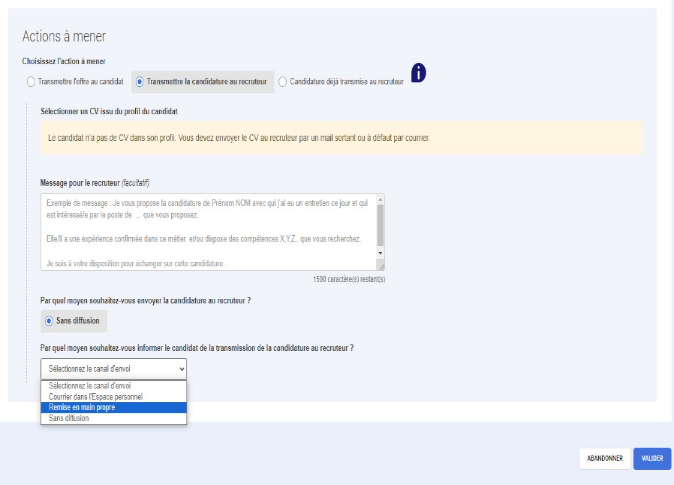 Actions à mener
Choisissez l'action à mener
Transmettre l'offre au candidat Transmettre la candidature au recruteur Candidature déjà transmise au recruteur i
Sélectionner un CV issu du profil du candidat
Le candidat n'a pas de CV dans son profil. Vous devez envoyer le CV au recruteur par un mail sortant ou à défaut par courrier.
Message pour le recruteur (facultatif)
Exemple de message : Je vous propose la candidature de Prénom NOM avec qui j'ai eu un entretien ce jour et qui
est intéressé/e par le poste de ... que vous proposez.
Elle/Il a une expérience confirmée dans ce métier et/ou dispose des compétences X,Y,Z.. que vous recherchez.
Je suis à votre disposition pour échanger sur cette candidature.
1500 caractère(s) restant(s)
Par quel moyen souhaitez-vous envoyer la candidature au recruteur ?
Sans diffusion
Par quel moyen souhaitez-vous informer le candidat de la transmission de la candidature au recruteur ?
Sélectionnez le canal d'envoi
Sélectionnez le canal d'envoi
Courrier dans l'Espace personnel
Remise en main propre
Sans diffusion
ABANDONNER VALIDER